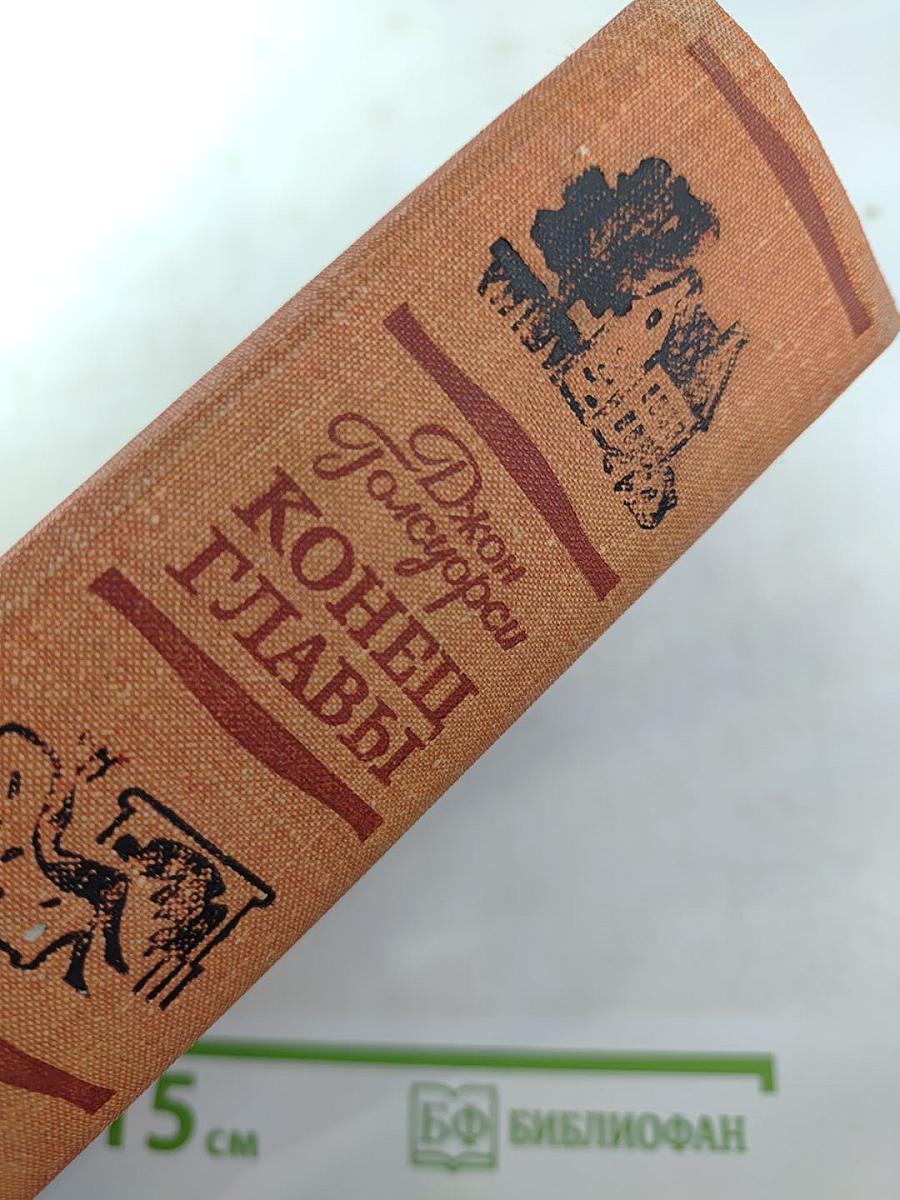 Джон
Голсуорси
КОНЕЦ
ГЛАВЫ
15 см
БФ БИБЛИОФАН